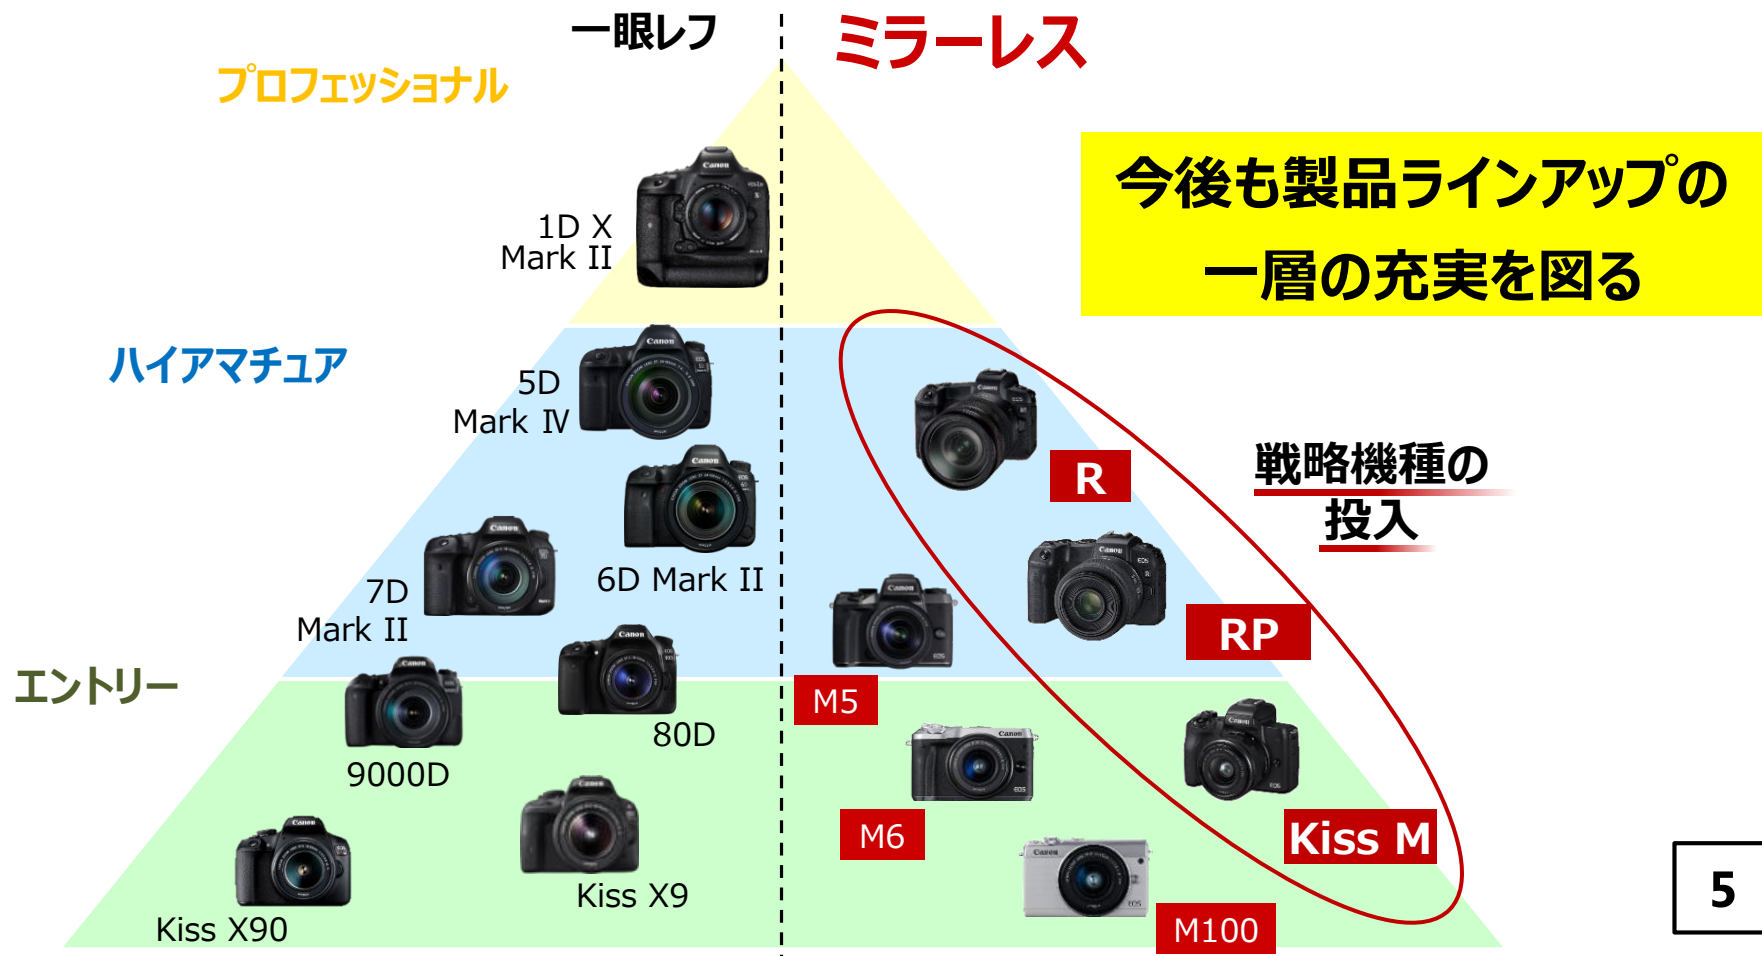 一眼レフ
ミラーレス
プロフェッショナル
今後も製品ラインアップの
一層の充実を図る
1D X
Mark II
ハイアマチュア
5D
Mark Ⅳ
R
戦略機種の
投入
6D Mark II
7D
Mark II
RP
エントリー
M5
80D
9000D
M6
Kiss M
Kiss X9
Kiss X90
M100
5